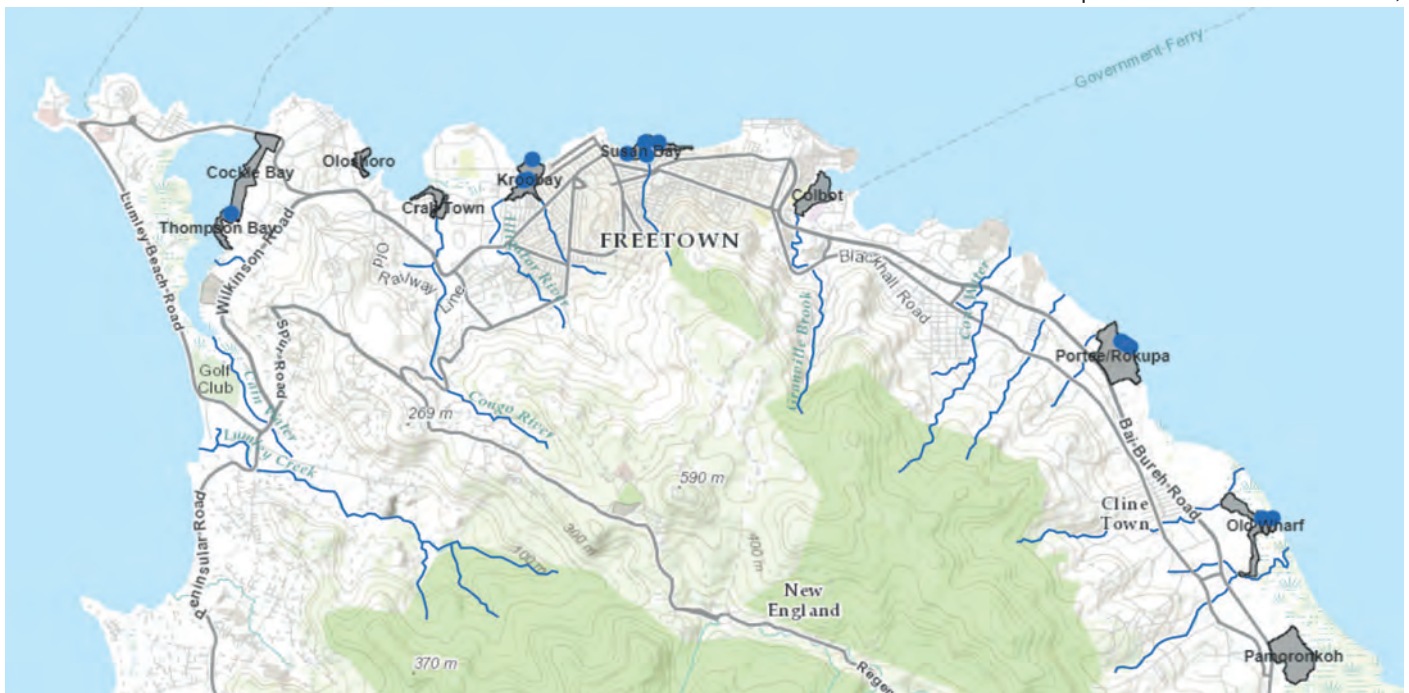 Government Ferry
Cockle Bay
Oloshoro
Kroobay
Susan Bay
Thompson Bay
Crab Town
Colbot
Lumley-Beach-Road
Wilkinson-Road
FREETOWN
Old
Railway
Line
Blackhall Road
Spur-Road
Granville Brook
Portee/Rokupa
Golf
Club
Congo River
269 m
Lumley Creek
Bai-Bureh-Road
590 m
Cline
Town
Old Wharf
Peninsular-Road
100 m
300 m
400 m
New
England
370 m
Pamoronkoh